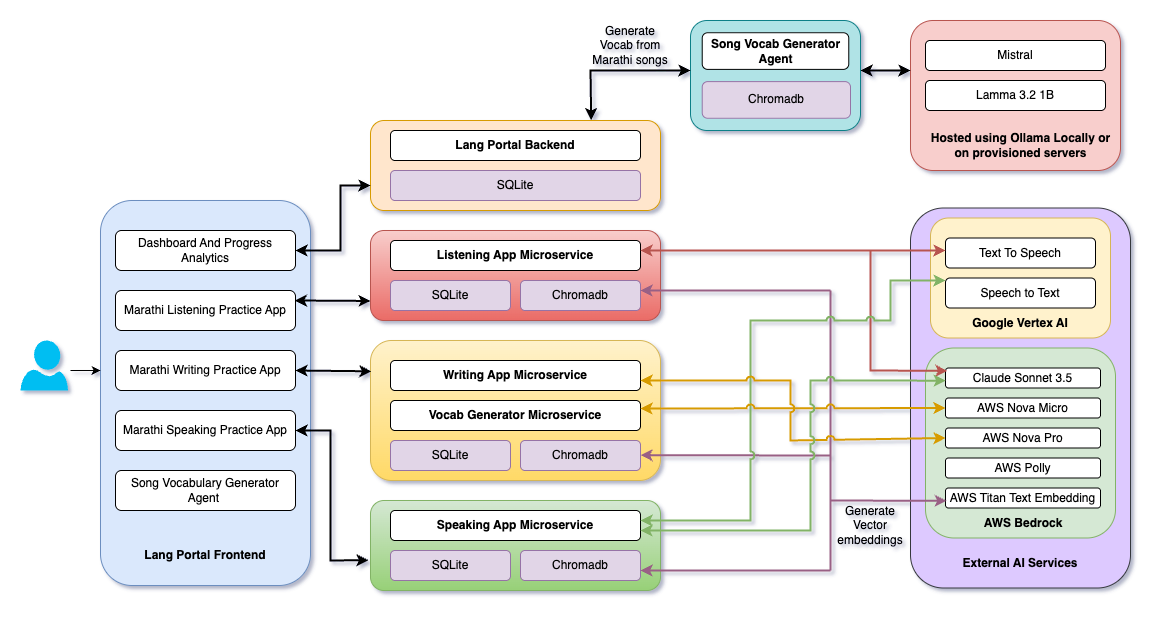 Generate
Vocab from
Marathi songs
Song Vocab Generator
Agent
Chromadb
Mistral
Lamma 3.2 1B
Hosted using Ollama Locally or
on provisioned servers
Lang Portal Backend
SQLite
Dashboard And Progress
Analytics
Marathi Listening Practice App
Marathi Writing Practice App
Marathi Speaking Practice App
Song Vocabulary Generator
Agent
Lang Portal Frontend
Listening App Microservice
SQLite
Chromadb
Writing App Microservice
Vocab Generator Microservice
SQLite
Chromadb
Speaking App Microservice
SQLite
Chromadb
Generate
Vector
embeddings
Text To Speech
Speech to Text
Google Vertex AI
Claude Sonnet 3.5
AWS Nova Micro
AWS Nova Pro
AWS Polly
AWS Titan Text Embedding
AWS Bedrock
External AI Services